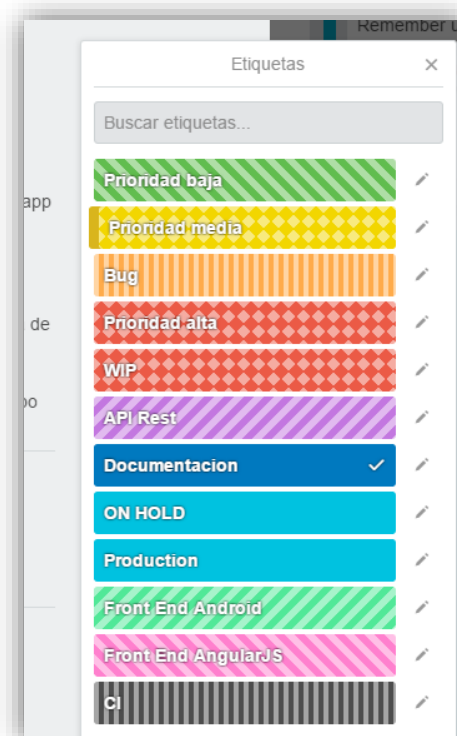 Remember u
Etiquetas
Buscar etiquetas...
Prioridad baja
app
Prioridad media
Bug
de
Prioridad alta
WIP
API Rest
Documentacion
ON HOLD
Production
Front End Android
Front End AngularJS
CI